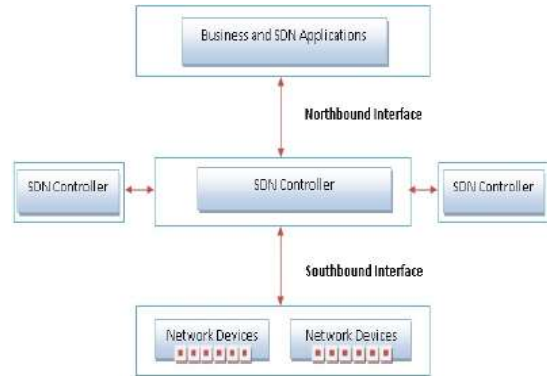 Business and SDN Applications
Northbound Interface
SDN Controller
SDN Controller
SDN Controller
Southbound Interface
Network Devices
Network Devices